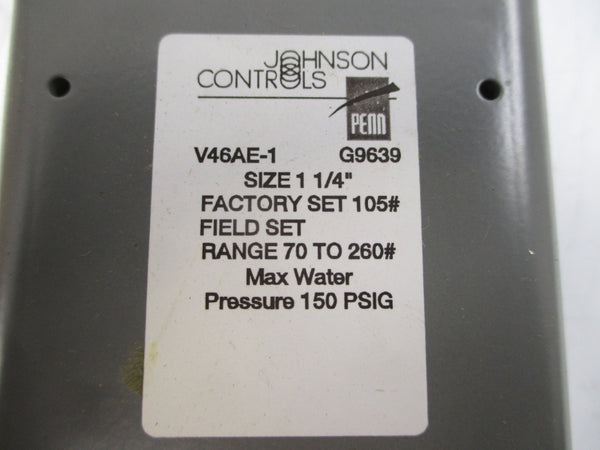 JOHNSON
CONTROLS
PENN
V46AE-1 G9639
SIZE 1 1/4"
FACTORY SET 105#
FIELD SET
RANGE 70 TO 260#
Max Water
Pressure 150 PSIG